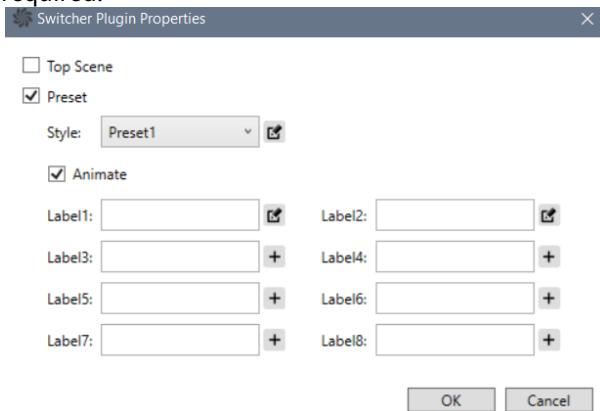 required.
Switcher Plugin Properties
Top Scene
Preset
Style: Preset1
Animate
Label1: Label2:
Label3: Label4:
Label5: Label6:
Label7: Label8:
OK Cancel